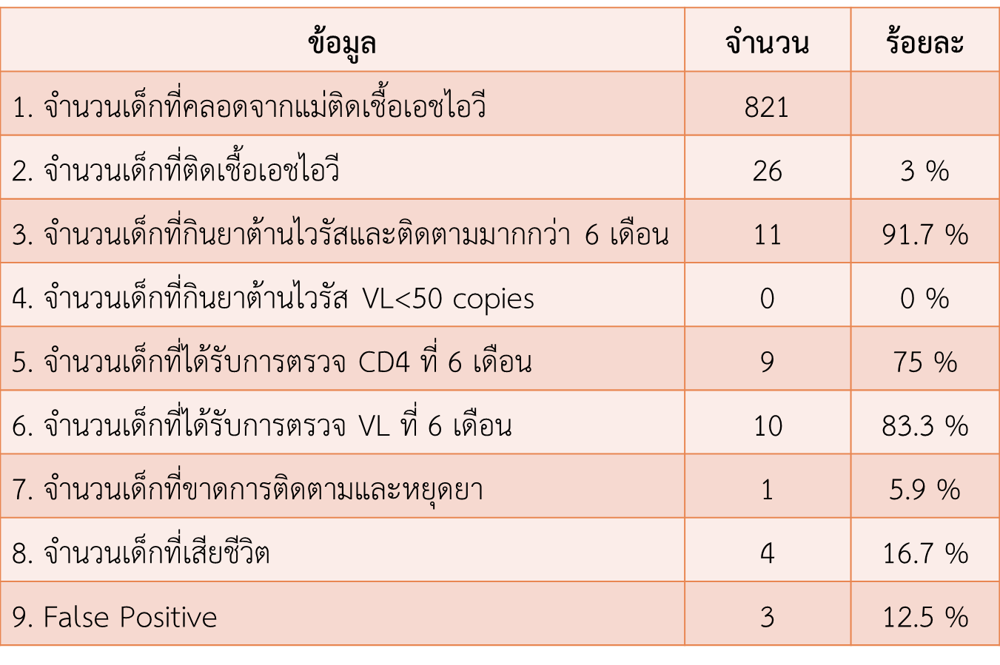 ข้อมูล จำนวน ร้อยละ
1. จำนวนเด็กที่คลอดจากแม่ติดเชื้อเอชไอวี 821
2. จำนวนเด็กที่ติดเชื้อเอชไอวี 26 3 %
3. จำนวนเด็กที่กินยาต้านไวรัสและติดตามมากกว่า 6 เดือน 11 91.7 %
4. จำนวนเด็กที่กินยาต้านไวรัส VL<50 copies 0 0 %
5. จำนวนเด็กที่ได้รับการตรวจ CD4 ที่ 6 เดือน 9 75 %
6. จำนวนเด็กที่ได้รับการตรวจ VL ที่ 6 เดือน 10 83.3 %
7. จำนวนเด็กที่ขาดการติดตามและหยุดยา 1 5.9 %
8. จำนวนเด็กที่เสียชีวิต 4 16.7 %
9. False Positive 3 12.5 %